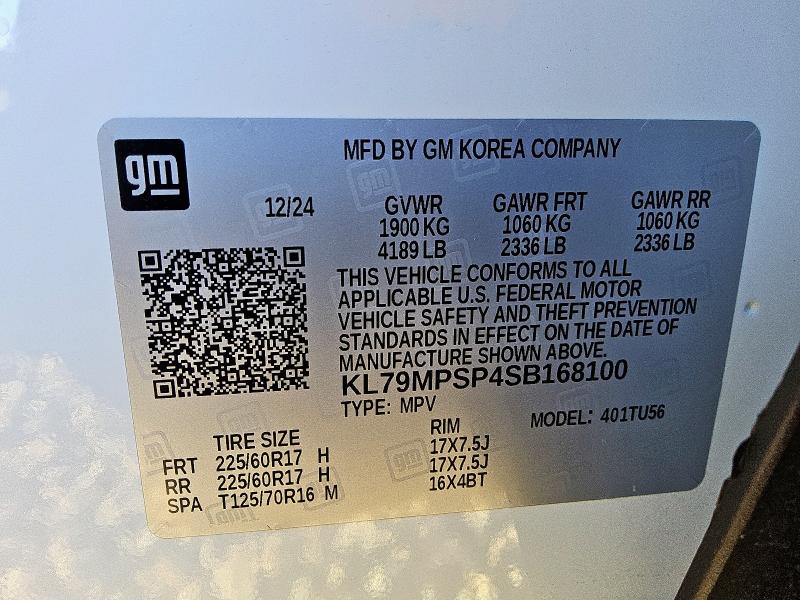 gm
MFD BY GM KOREA COMPANY
12/24 GVWR GAWR FRT GAWR RR
1900 KG 1060 KG 1060 KG
4189 LB 2336 LB 2336 LB
THIS VEHICLE CONFORMS TO ALL
APPLICABLE U.S. FEDERAL MOTOR
VEHICLE SAFETY AND THEFT PREVENTION
STANDARDS IN EFFECT ON THE DATE OF
MANUFACTURE SHOWN ABOVE.
KL79MPSP4SB168100
TYPE: MPV MODEL: 401TU56
TIRE SIZE RIM
FRT 225/60R17 H 17X7.5J
RR 225/60R17 H 17X7.5J
SPA T125/70R16 M 16X4BT